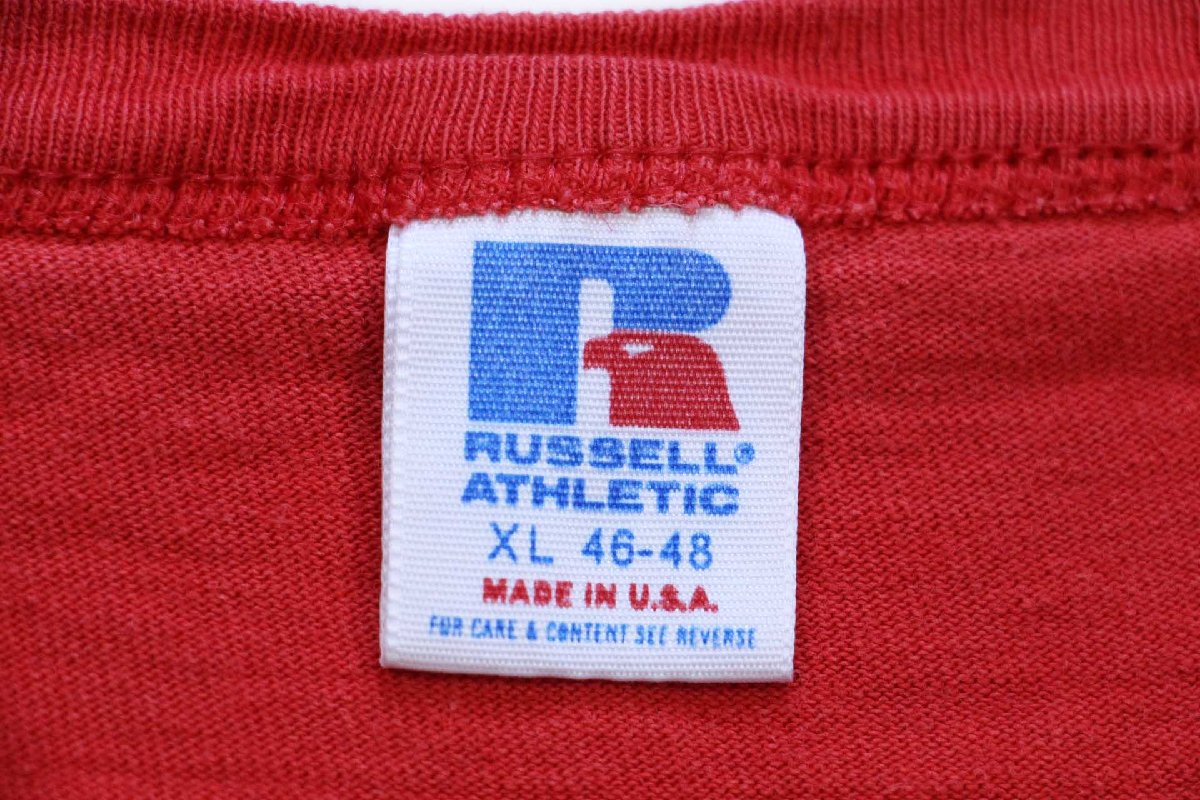 R
RUSSELL®
ATHLETIC
XL 46-48
MADE IN U.S.A.
FOR CARE & CONTENT SEE REVERSE